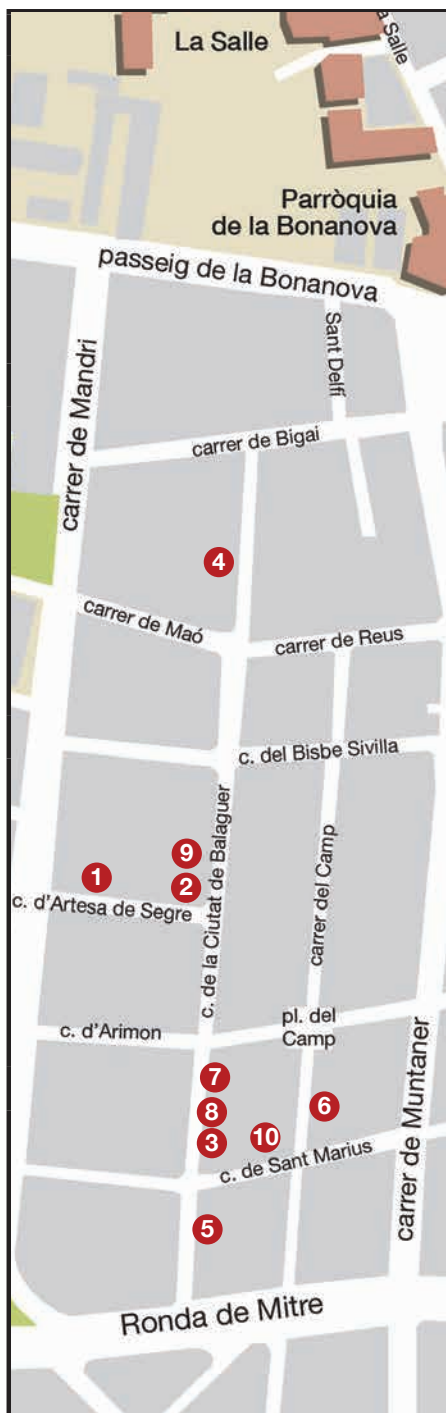 La Salle
La Salle
Parròquia
de la Bonanova
passeig de la Bonanova
Sant Delfí
carrer de Mandri
carrer de Bigai
4
carrer de Maó
carrer de Reus
c. del Bisbe Sivilla
c. de la Ciutat de Balaguer
carrer del Camp
9
1
2
c. d'Artesa de Segre
pl. del
Camp
c. d'Arimon
7
8
6
3
10
c. de Sant Marius
carrer de Muntaner
5
Ronda de Mitre